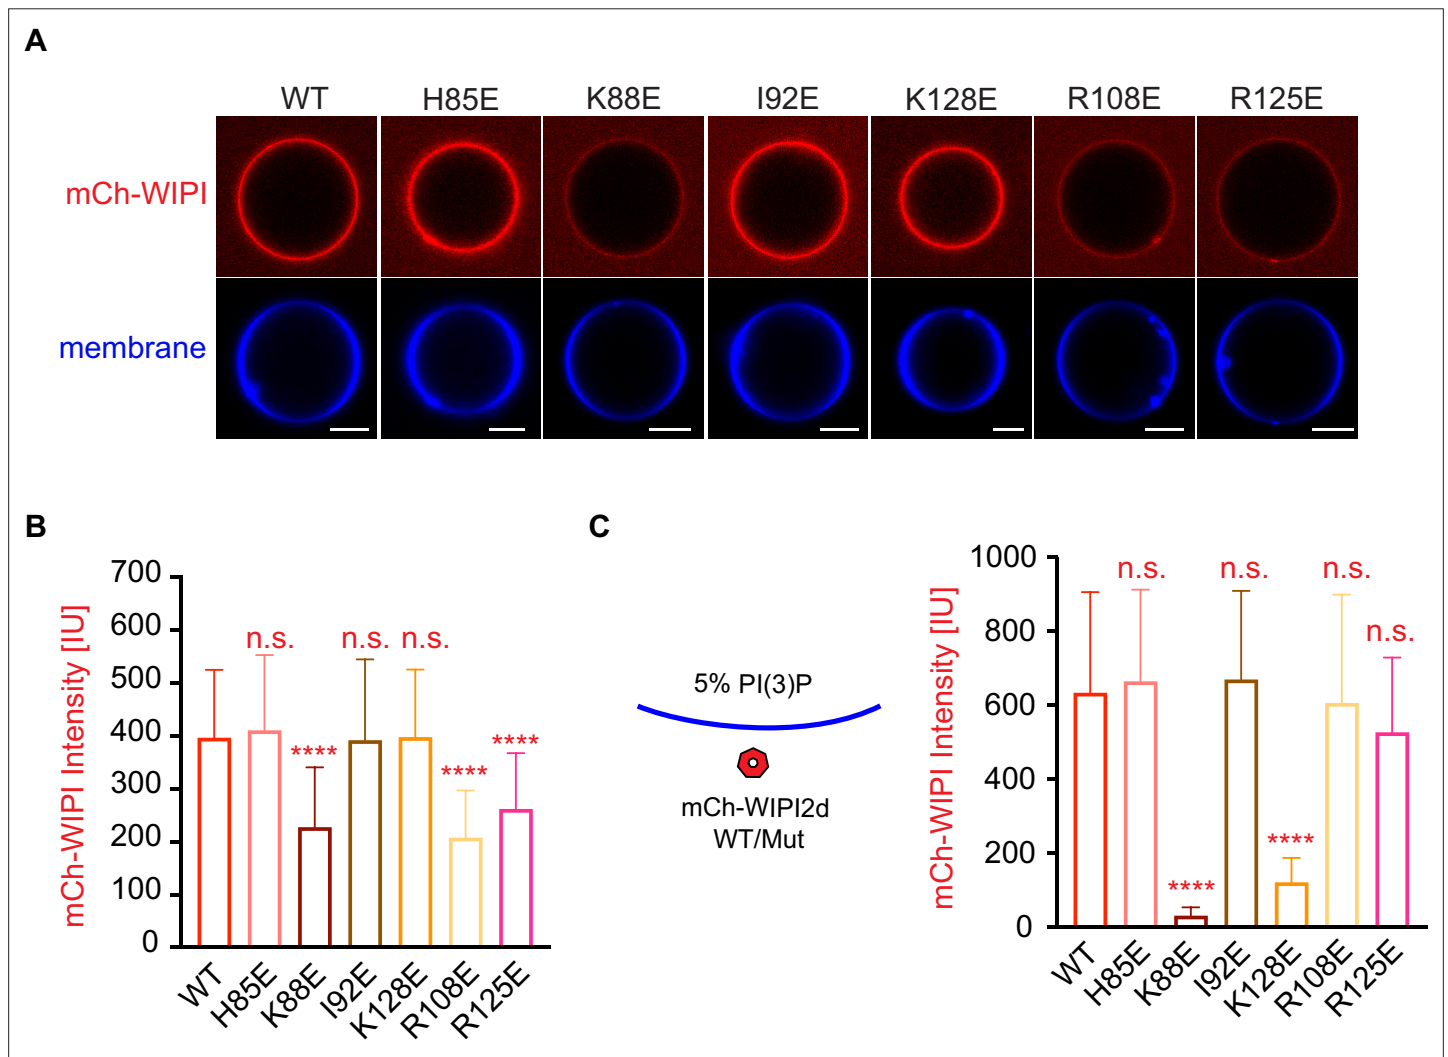 A
WT H85E K88E I92E K128E R108E R125E
mCh-WIPI
membrane
B
mCh-WIPI Intensity [IU]
700
600
500
400
300
200
100
0
n.s.
****
n.s.
n.s.
****
****
WT H85E K88E I92E K128E R108E R125E
C
5% PI(3)P
mCh-WIPI2d
WT/Mut
mCh-WIPI Intensity [IU]
1000
800
600
400
200
0
n.s.
****
n.s.
****
n.s.
n.s.
WT H85E K88E I92E K128E R108E R125E